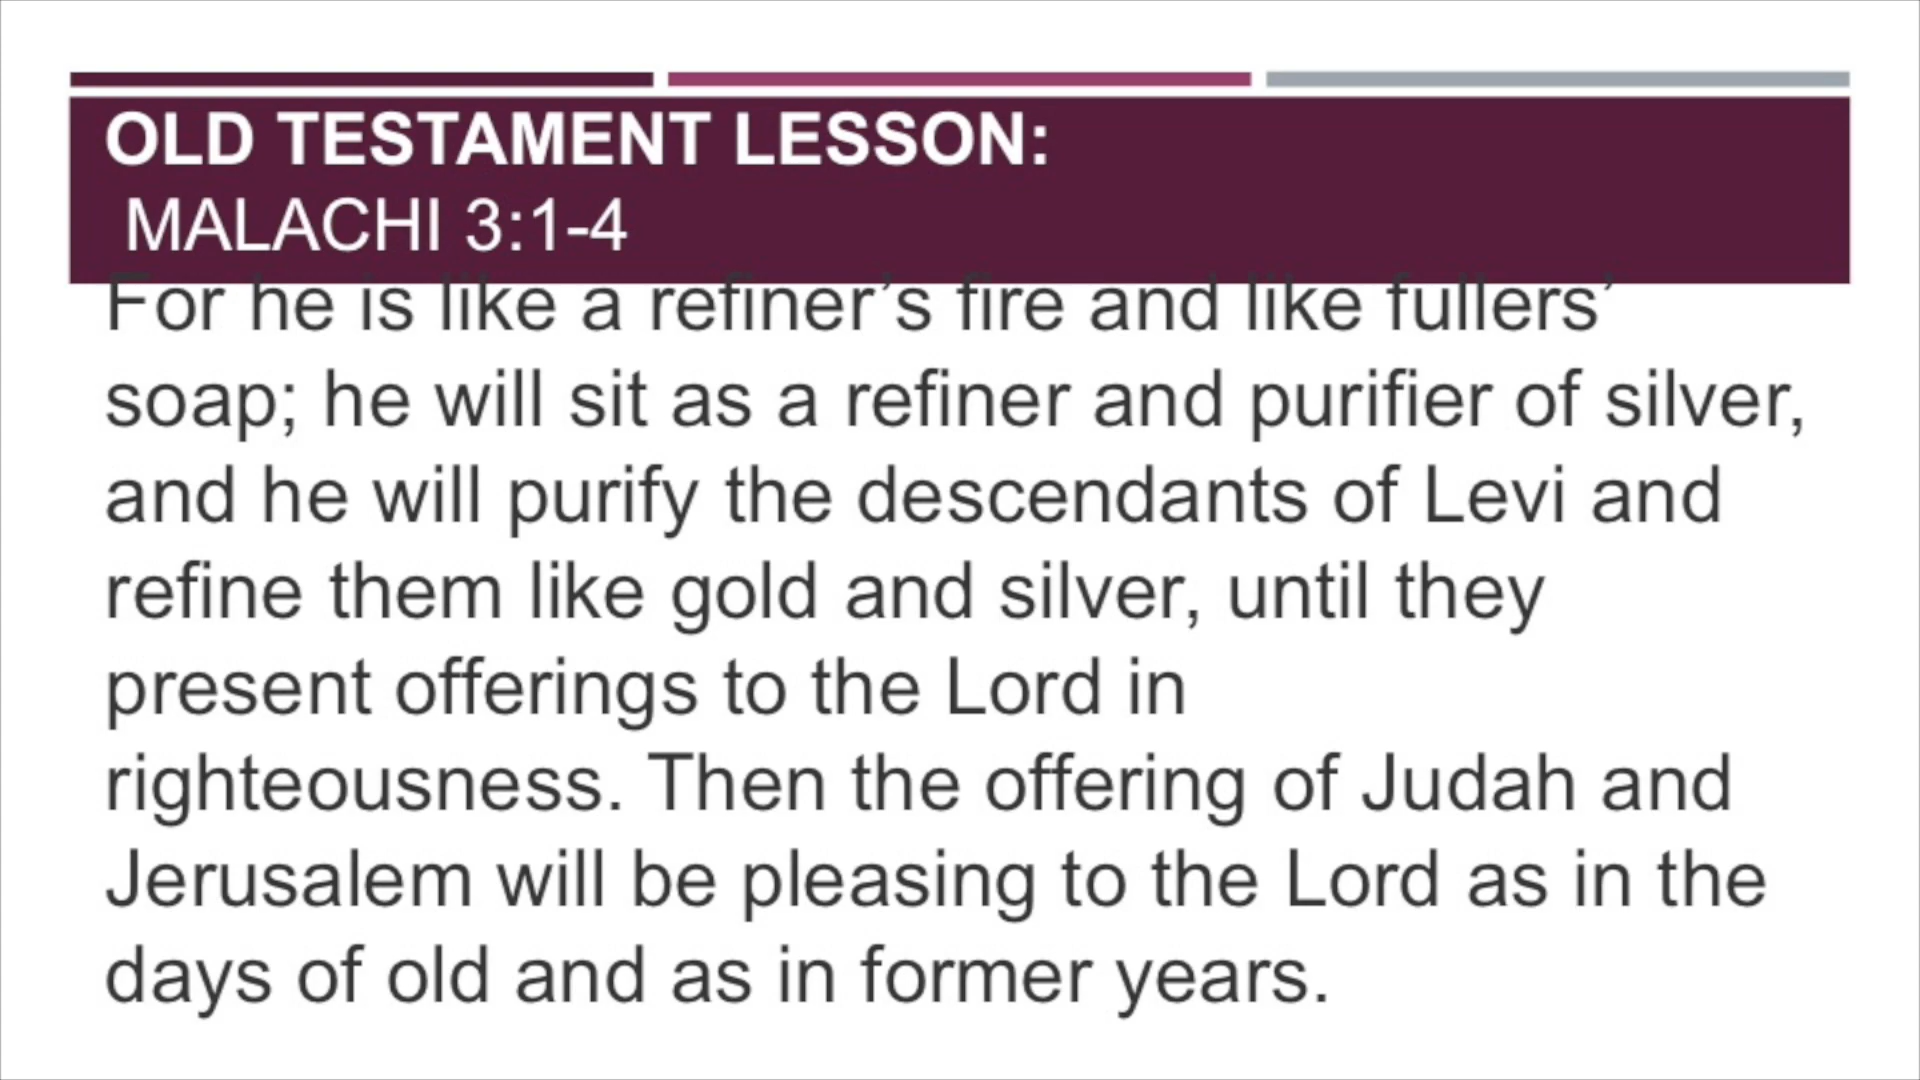 OLD TESTAMENT LESSON:
MALACHI 3:1-4
For he is like a refiner’s fire and like fullers’
soap; he will sit as a refiner and purifier of silver,
and he will purify the descendants of Levi and
refine them like gold and silver, until they
present offerings to the Lord in
righteousness. Then the offering of Judah and
Jerusalem will be pleasing to the Lord as in the
days of old and as in former years.